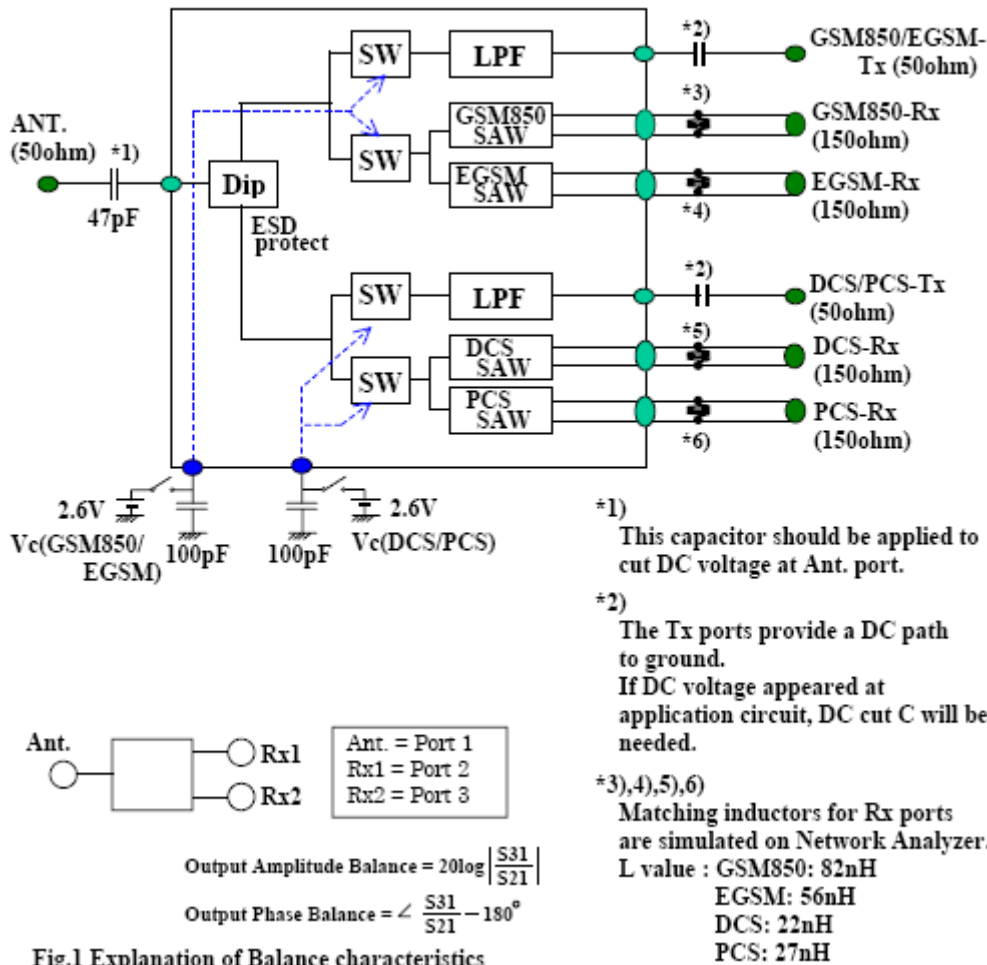 *2)
GSM850/EGSM-
Tx (50ohm)
SW
LPF
*3)
GSM850-Rx
(150ohm)
ANT.
(50ohm) *1)
47pF
Dip
ESD
protect
SW
GSM850
SAW
EGSM
SAW
*4)
EGSM-Rx
(150ohm)
*2)
DCS/PCS-Tx
(50ohm)
SW
LPF
*5)
DCS-Rx
(150ohm)
SW
DCS
SAW
PCS
SAW
*6)
PCS-Rx
(150ohm)
2.6V
Vc(GSM850/
EGSM)
100pF
100pF
2.6V
Vc(DCS/PCS)
*1)
This capacitor should be applied to
cut DC voltage at Ant. port.
*2)
The Tx ports provide a DC path
to ground.
If DC voltage appeared at
application circuit, DC cut C will be
needed.
*3),4),5),6)
Matching inductors for Rx ports
are simulated on Network Analyzer.
L value : GSM850: 82nH
EGSM: 56nH
DCS: 22nH
PCS: 27nH
Ant.
Rx1
Rx2
Ant. = Port 1
Rx1 = Port 2
Rx2 = Port 3
Output Amplitude Balance = 20log|S31/S21|
Output Phase Balance = ∠ S31/S21 − 180°
Fig.1 Explanation of Balance characteristics